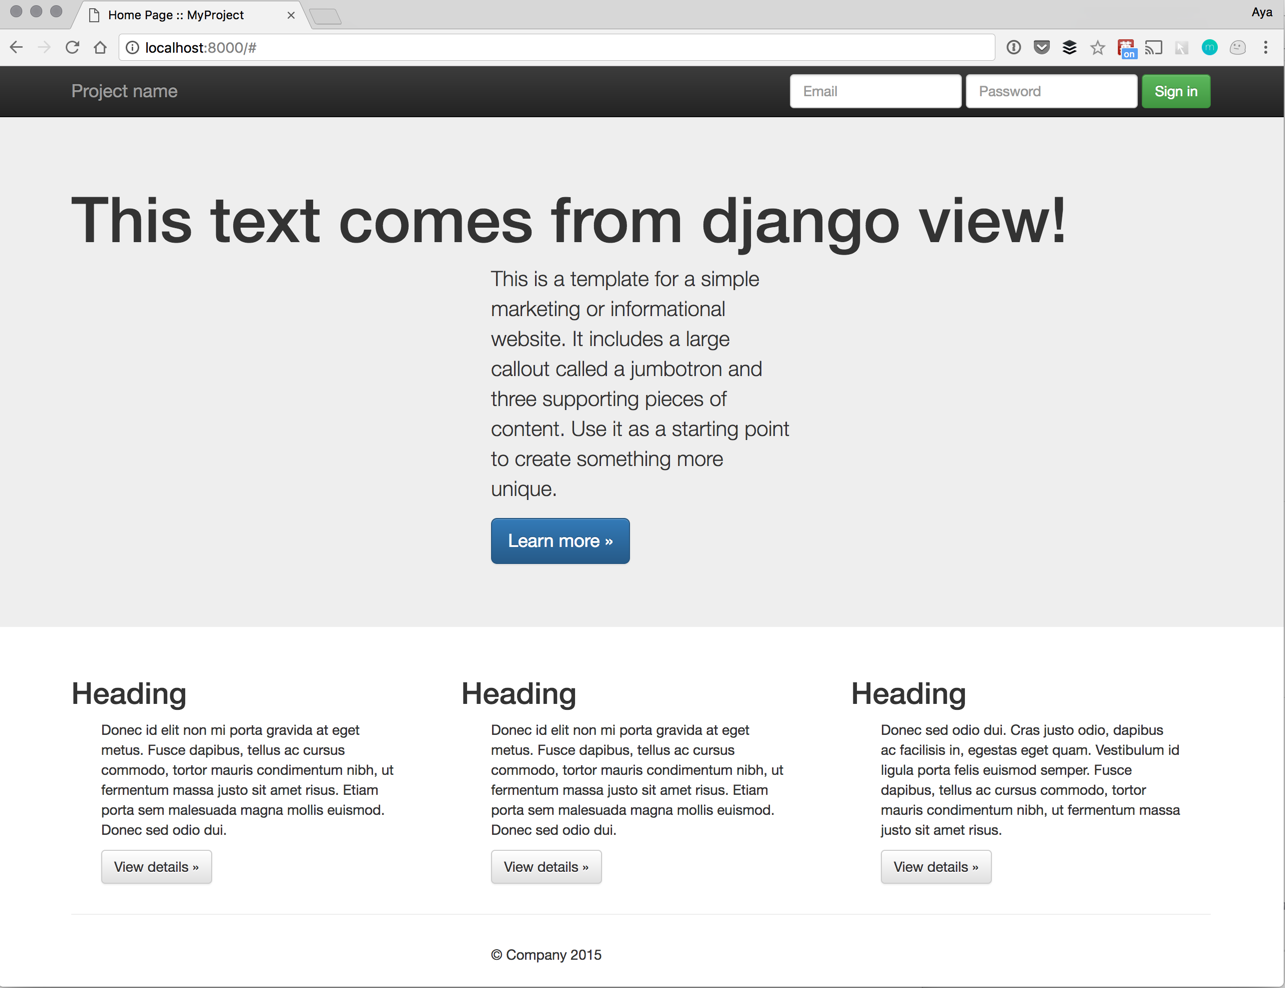 Home Page :: MyProject
Aya
localhost:8000/#
on
m
Project name
Email
Password
Sign in
This text comes from django view!
This is a template for a simple
marketing or informational
website. It includes a large
callout called a jumbotron and
three supporting pieces of
content. Use it as a starting point
to create something more
unique.
Learn more »
Heading
Donec id elit non mi porta gravida at eget
metus. Fusce dapibus, tellus ac cursus
commodo, tortor mauris condimentum nibh, ut
fermentum massa justo sit amet risus. Etiam
porta sem malesuada magna mollis euismod.
Donec sed odio dui.
View details »
Heading
Donec id elit non mi porta gravida at eget
metus. Fusce dapibus, tellus ac cursus
commodo, tortor mauris condimentum nibh, ut
fermentum massa justo sit amet risus. Etiam
porta sem malesuada magna mollis euismod.
Donec sed odio dui.
View details »
Heading
Donec sed odio dui. Cras justo odio, dapibus
ac facilisis in, egestas eget quam. Vestibulum id
ligula porta felis euismod semper. Fusce
dapibus, tellus ac cursus commodo, tortor
mauris condimentum nibh, ut fermentum massa
justo sit amet risus.
View details »
© Company 2015